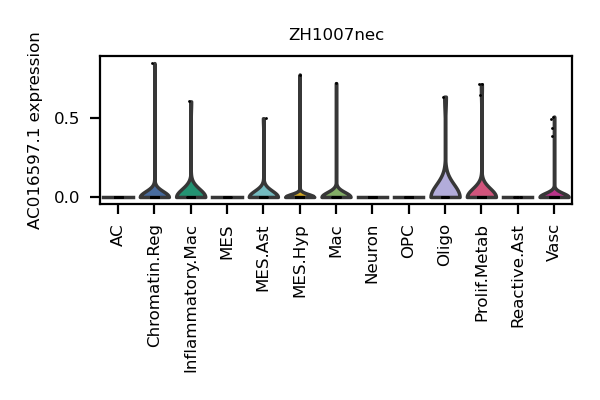 ZH1007nec
AC016597.1 expression
0.5
0.0
AC
Chromatin.Reg
Inflammatory.Mac
MES
MES.Ast
MES.Hyp
Mac
Neuron
OPC
Oligo
Prolif.Metab
Reactive.Ast
Vasc